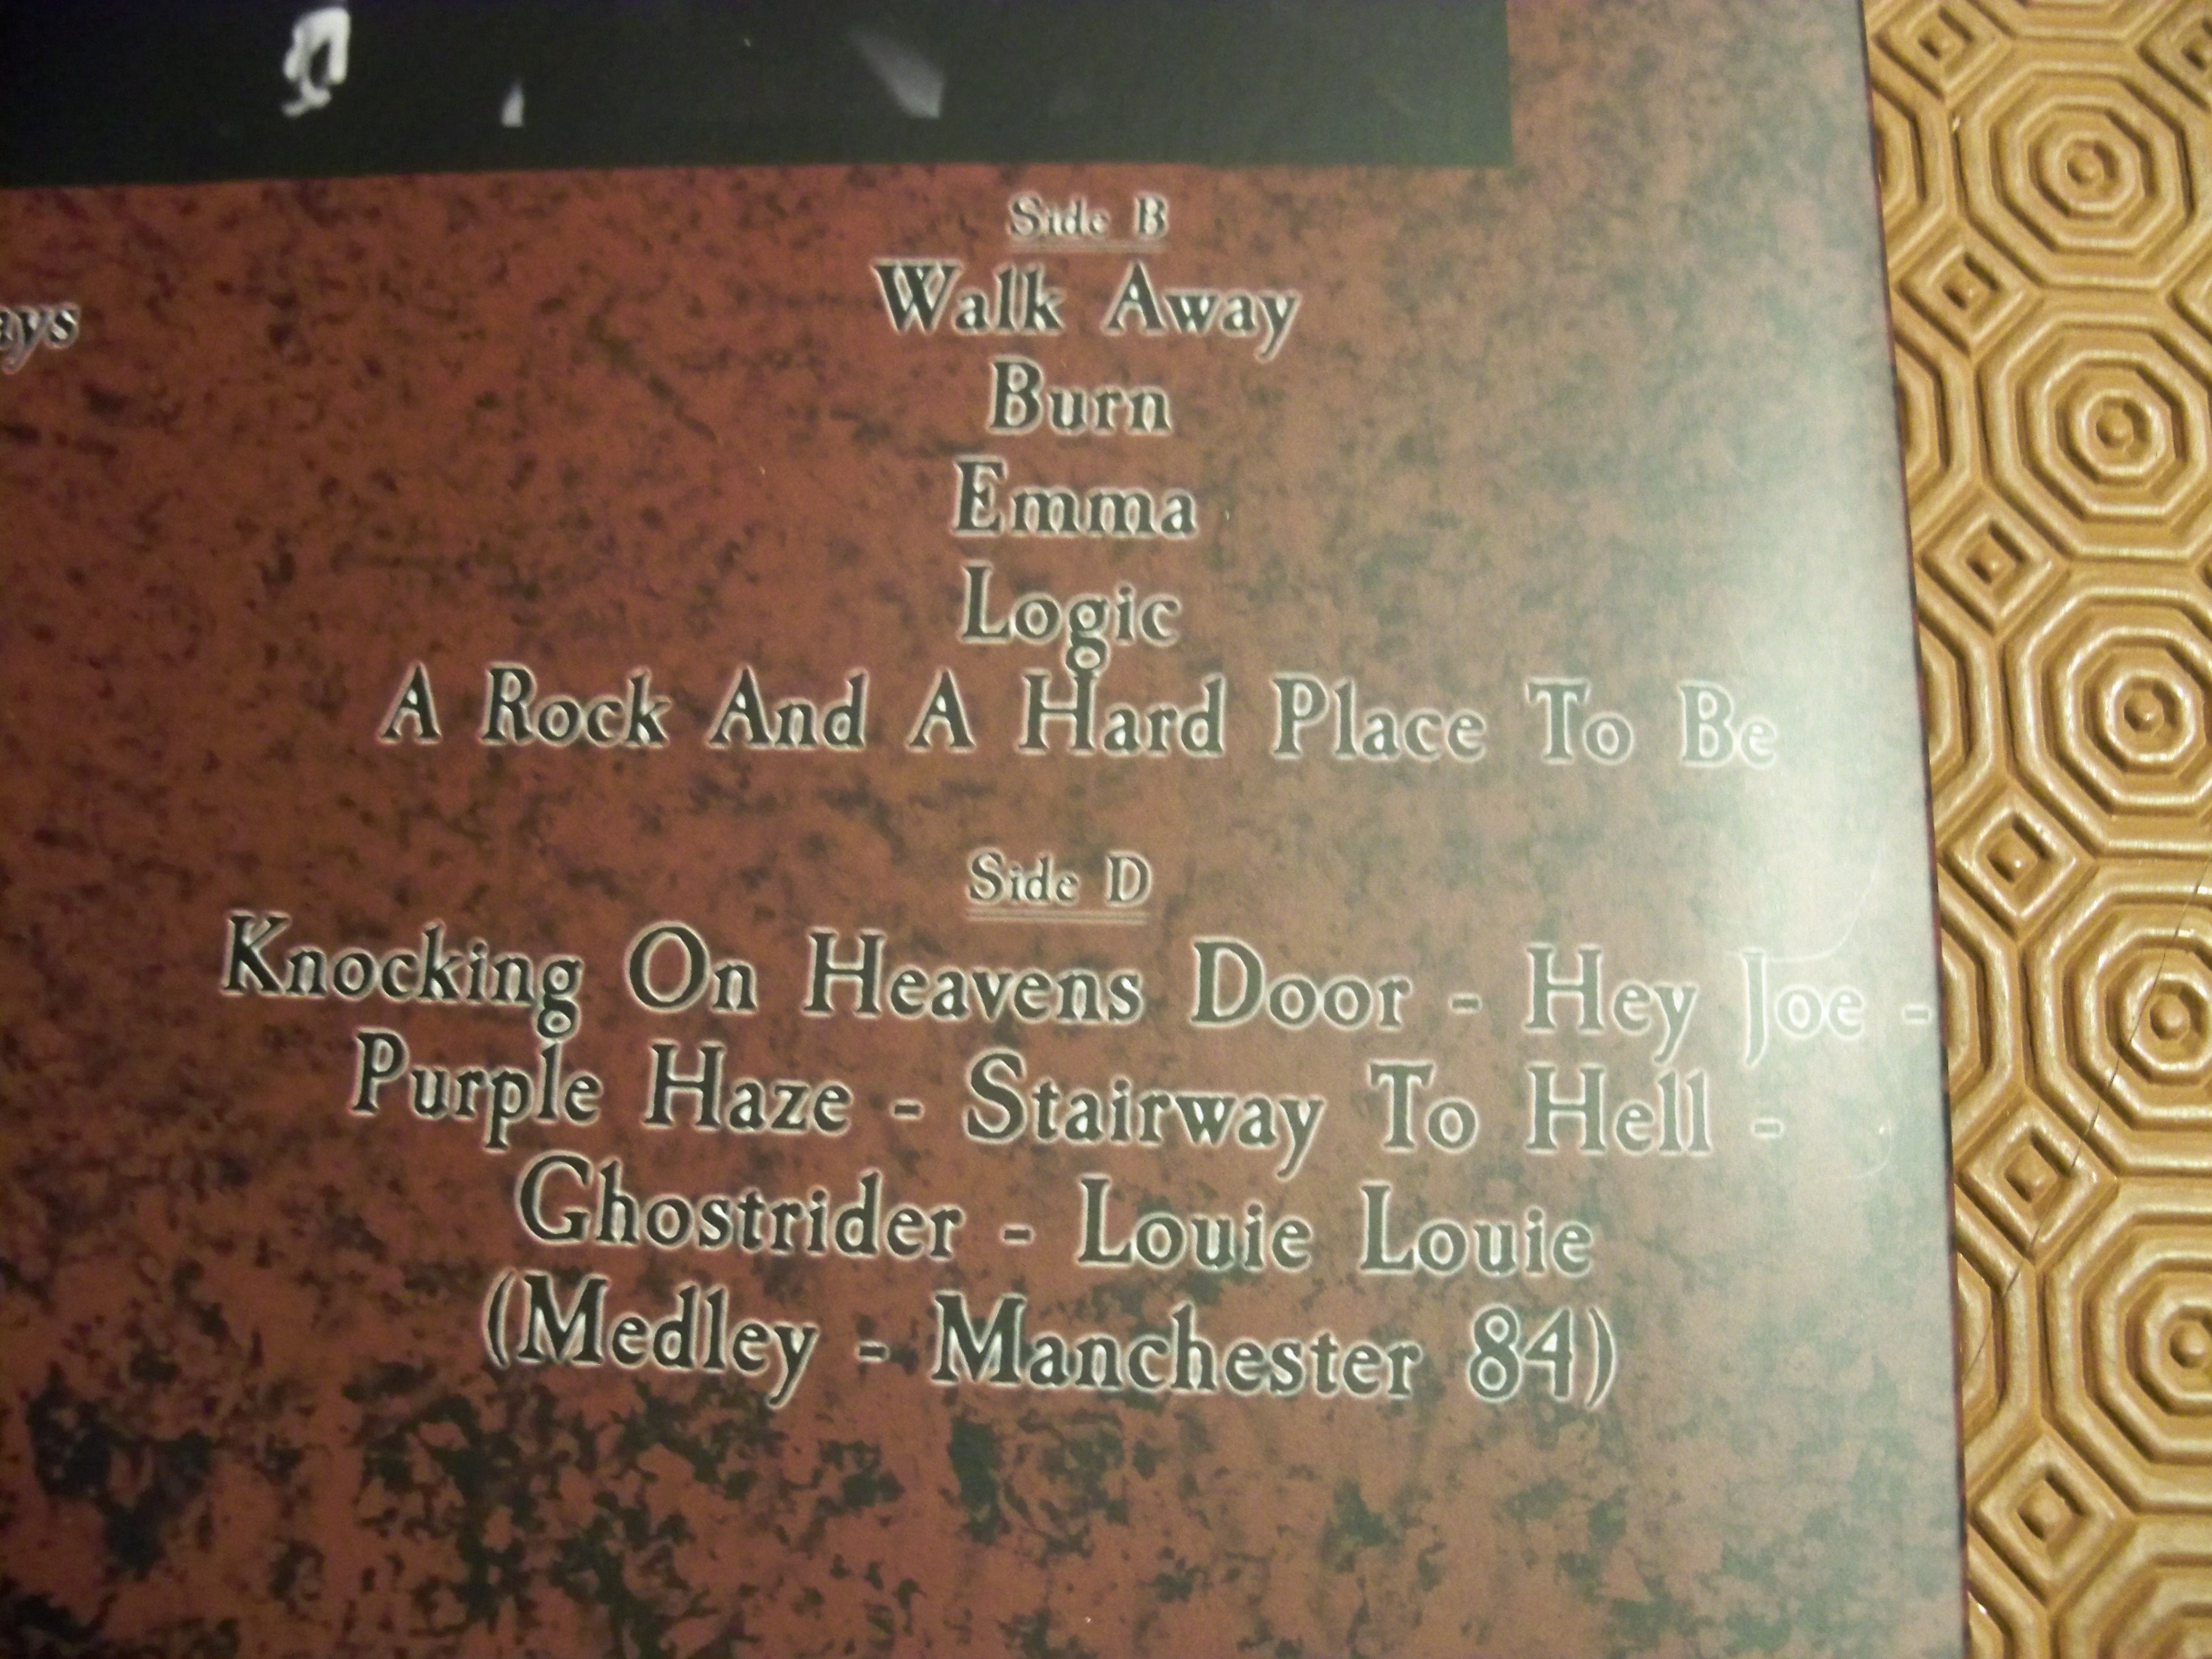 ays
Side B
Walk Away
Burn
Emma
Logic
A Rock And A Hard Place To Be
Side D
Knocking On Heavens Door - Hey Joe -
Purple Haze - Stairway To Hell -
Ghostrider - Louie Louie
(Medley - Manchester 84)